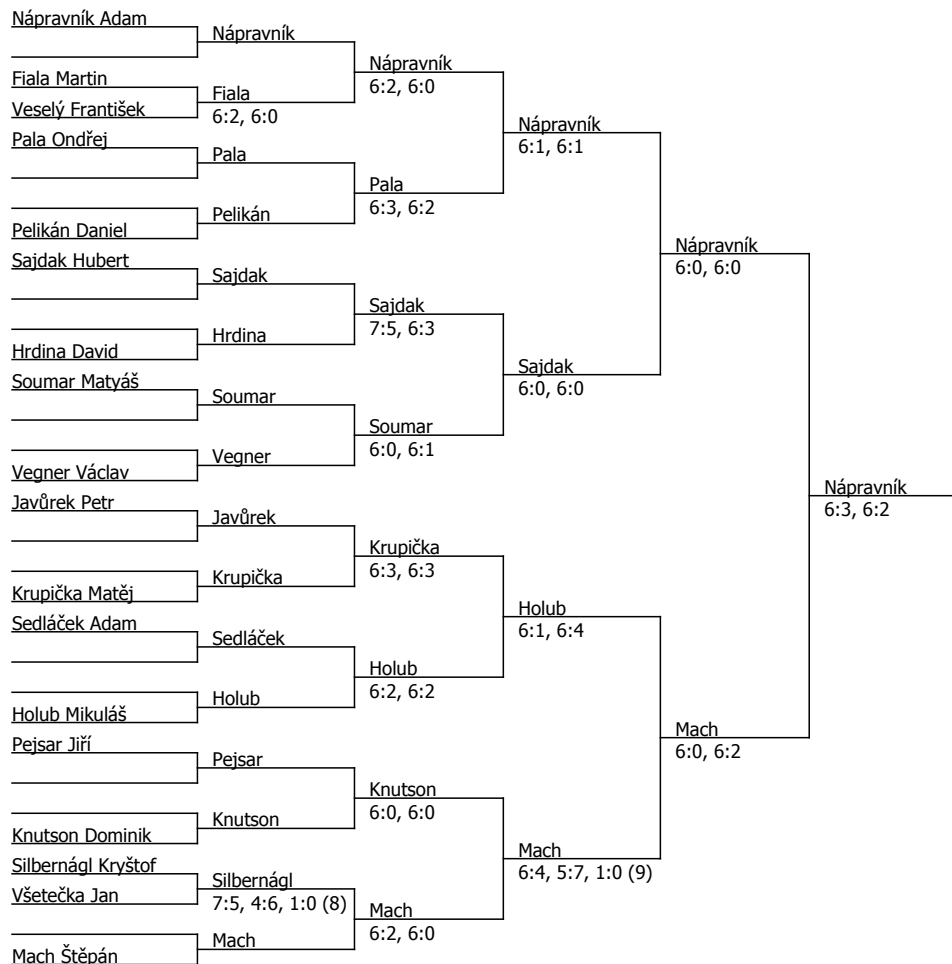 Nápravník Adam
Fiala Martin
Veselý František
Pala Ondřej
Pelikán Daniel
Sajdak Hubert
Hrdina David
Soumar Matyáš
Vegner Václav
Javůrek Petr
Krupička Matěj
Sedláček Adam
Holub Mikuláš
Pejsar Jiří
Knutson Dominik
Silbernágl Kryštof
Všetečka Jan
Mach Štěpán
Nápravník
Fiala
6:2, 6:0
Pala
Pelikán
Sajdak
Hrdina
Soumar
Vegner
Javůrek
Krupička
Sedláček
Holub
Pejsar
Knutson
Silbernágl
7:5, 4:6, 1:0 (8)
Mach
Nápravník
6:2, 6:0
Pala
6:3, 6:2
Sajdak
7:5, 6:3
Soumar
6:0, 6:1
Krupička
6:3, 6:3
Holub
6:2, 6:2
Knutson
6:0, 6:0
Mach
6:2, 6:0
Nápravník
6:1, 6:1
Sajdak
6:0, 6:0
Holub
6:1, 6:4
Mach
6:4, 5:7, 1:0 (9)
Nápravník
6:0, 6:0
Mach
6:0, 6:2
Nápravník
6:3, 6:2